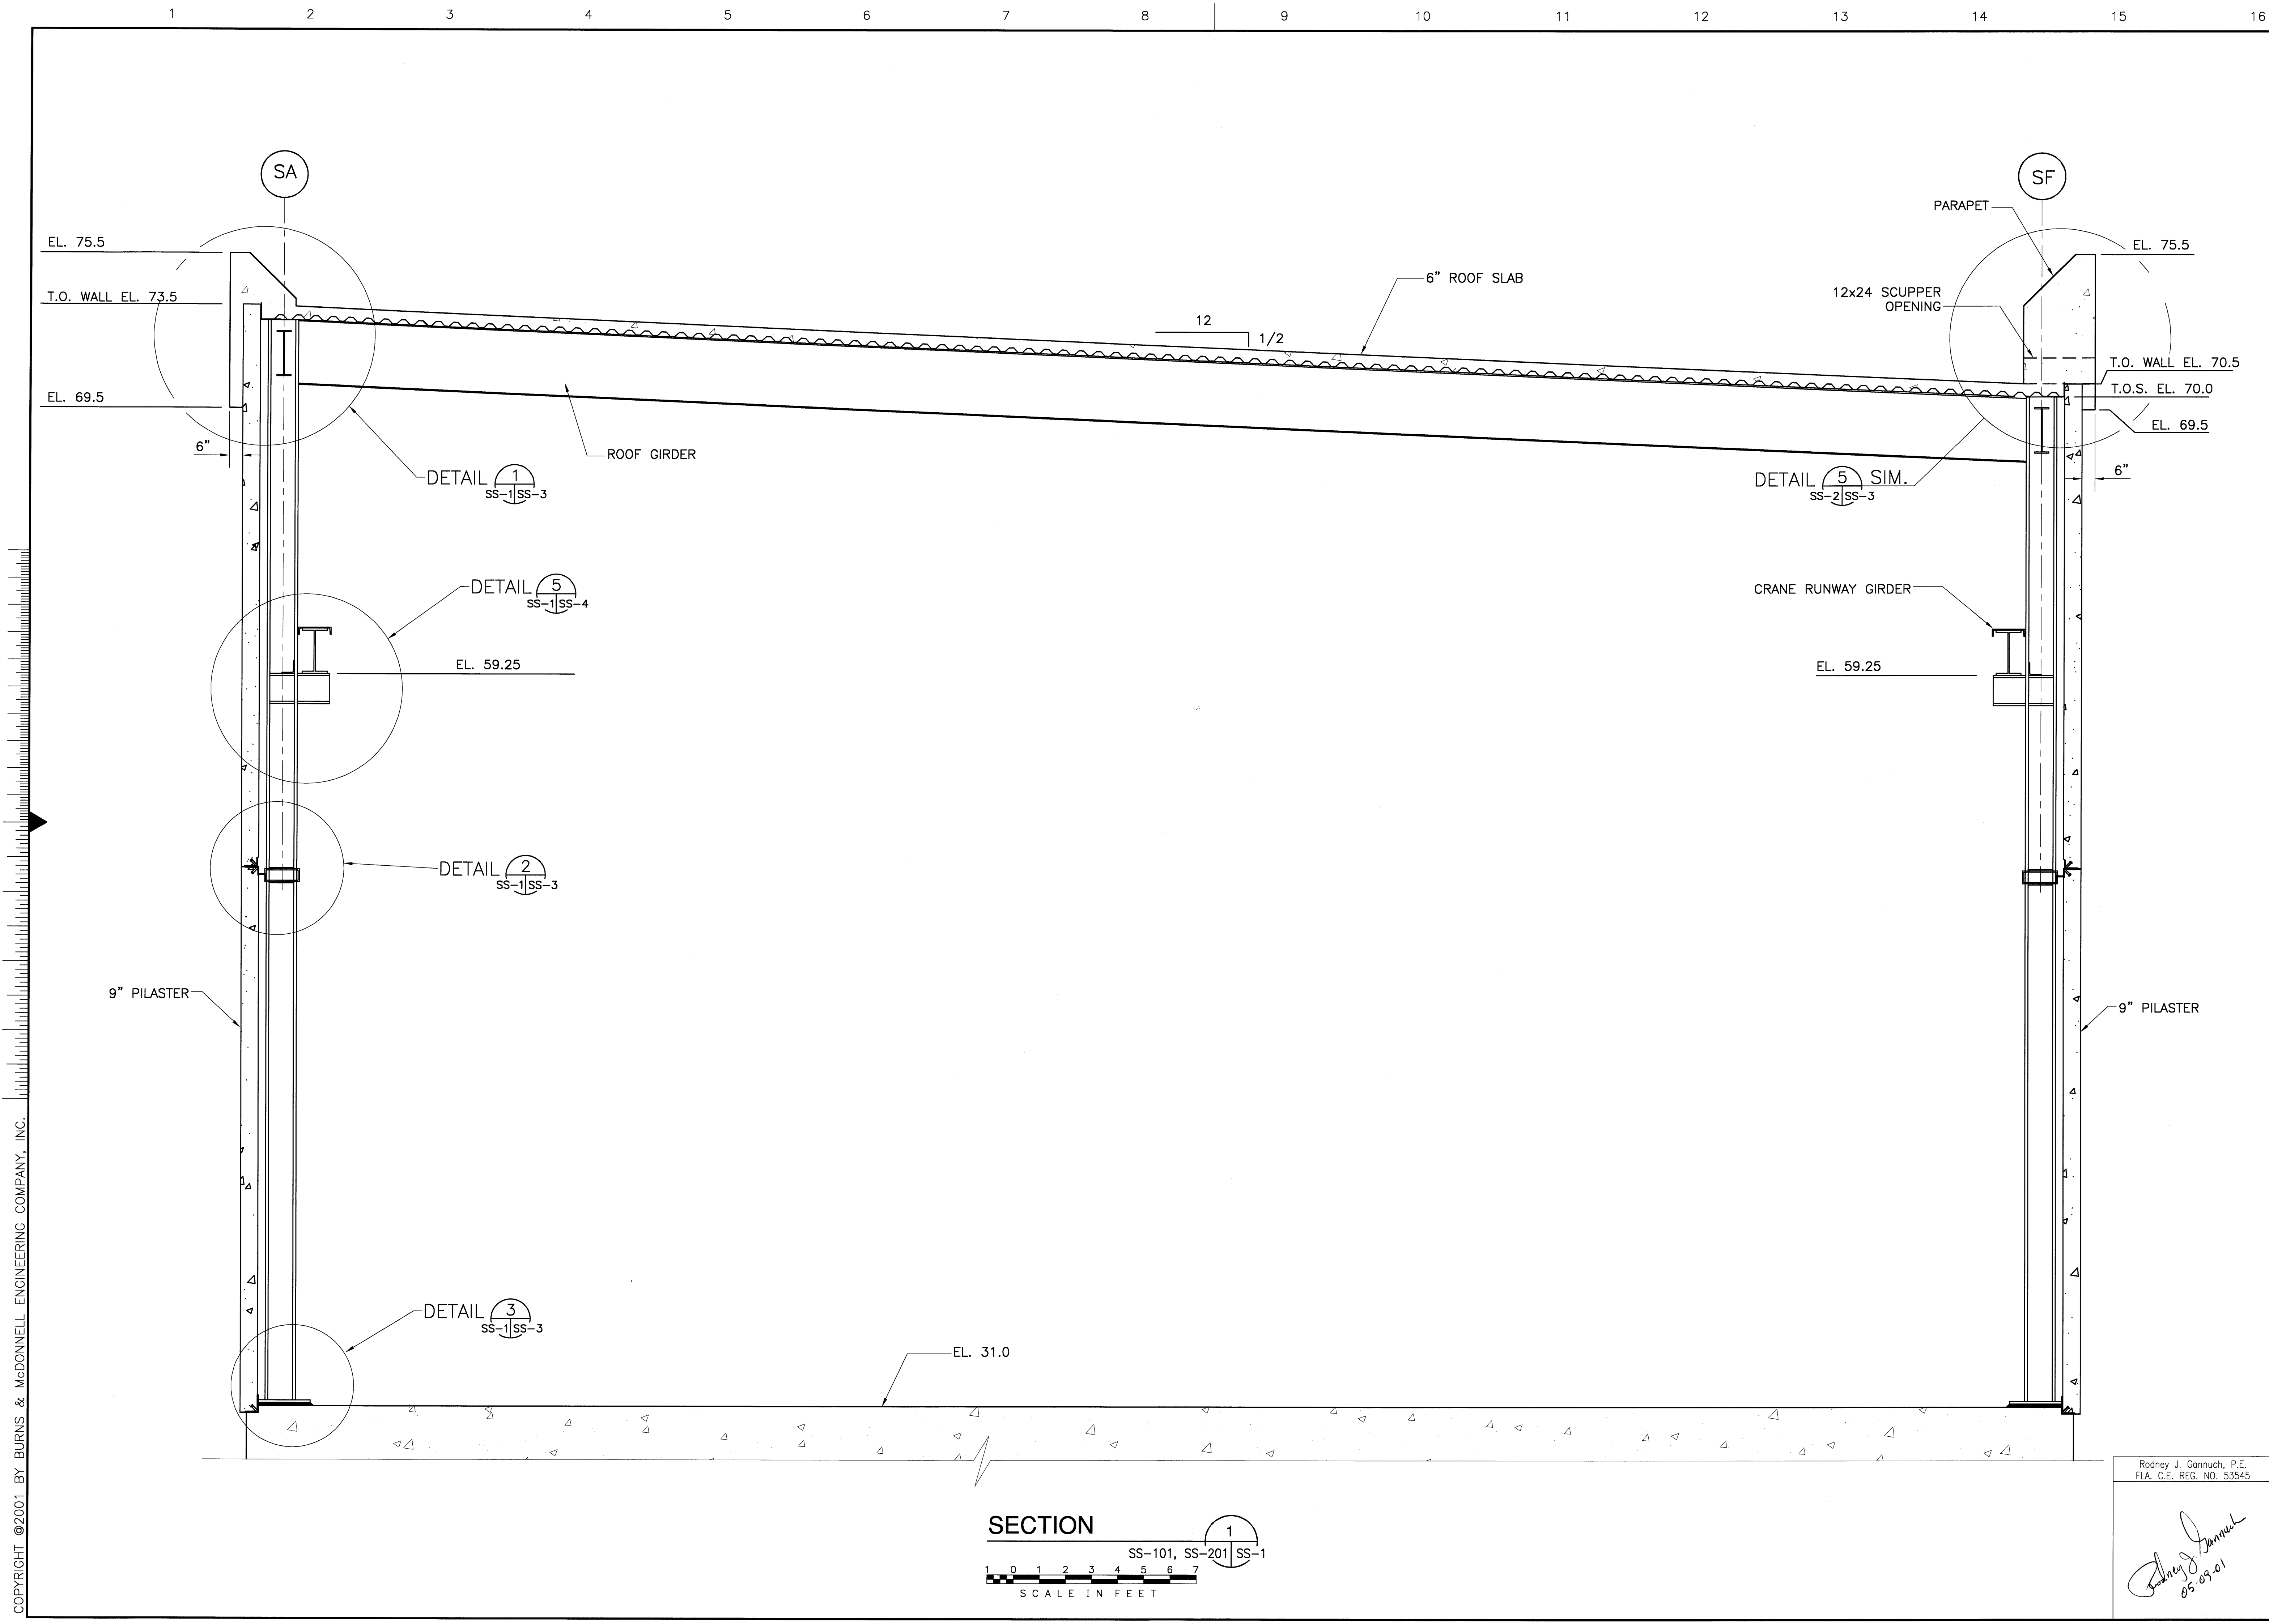 1 2 3 4 5 6 7 8 9 10 11 12 13 14 15 16
SA
SF
PARAPET
EL. 75.5
EL. 75.5
6" ROOF SLAB
12x24 SCUPPER
OPENING
T.O. WALL EL. 73.5
12
1/2
T.O. WALL EL. 70.5
T.O.S. EL. 70.0
EL. 69.5
EL. 69.5
6"
ROOF GIRDER
6"
DETAIL 1
SS-1 SS-3
DETAIL 5 SIM.
SS-2 SS-3
DETAIL 5
SS-1 SS-4
CRANE RUNWAY GIRDER
EL. 59.25
EL. 59.25
DETAIL 2
SS-1 SS-3
9" PILASTER
9" PILASTER
DETAIL 3
SS-1 SS-3
EL. 31.0
COPYRIGHT ©2001 BY BURNS & McDONNELL ENGINEERING COMPANY, INC.
SECTION 1
SS-101, SS-201 SS-1
1 0 1 2 3 4 5 6 7
SCALE IN FEET
Rodney J. Gannuch, P.E.
FLA. C.E. REG. NO. 53545
Rodney J. Gannuch
05-09-01